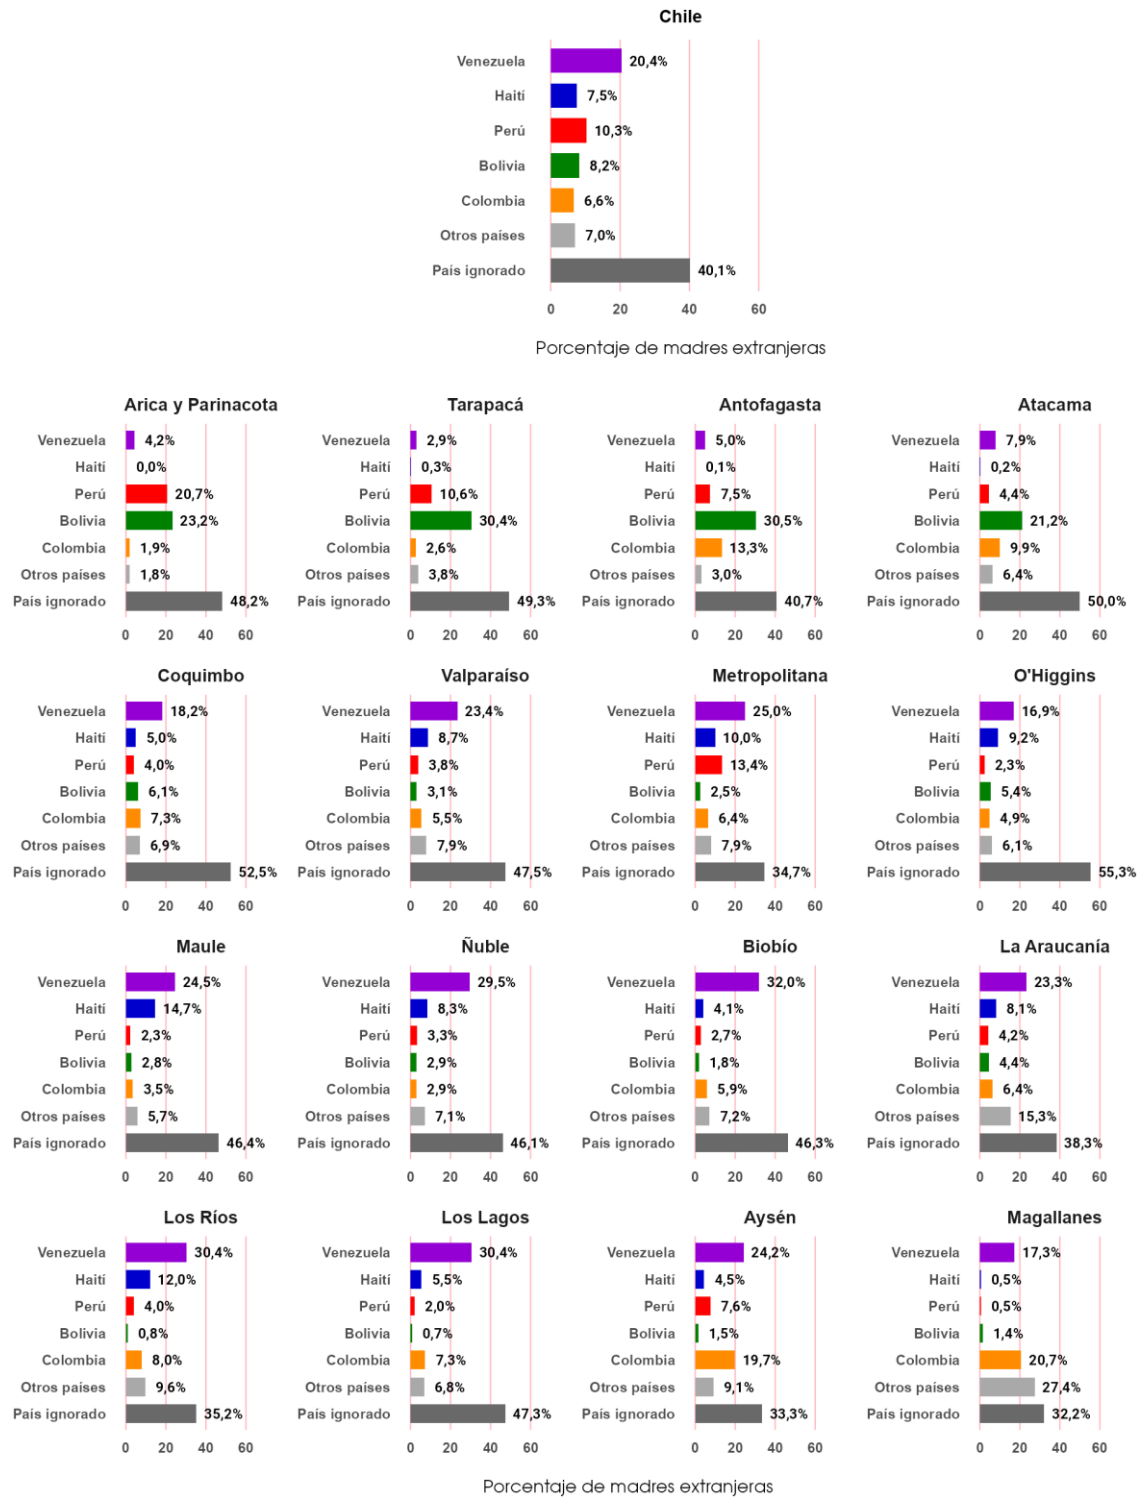 Chile
Venezuela 20,4%
Haití 7,5%
Perú 10,3%
Bolivia 8,2%
Colombia 6,6%
Otros países 7,0%
País ignorado 40,1%
0 20 40 60
Porcentaje de madres extranjeras
Arica y Parinacota Tarapacá Antofagasta Atacama
Venezuela 4,2% Venezuela 2,9% Venezuela 5,0% Venezuela 7,9%
Haití 0,0% Haití 0,3% Haití 0,1% Haití 0,2%
Perú 20,7% Perú 10,6% Perú 7,5% Perú 4,4%
Bolivia 23,2% Bolivia 30,4% Bolivia 30,5% Bolivia 21,2%
Colombia 1,9% Colombia 2,6% Colombia 13,3% Colombia 9,9%
Otros países 1,8% Otros países 3,8% Otros países 3,0% Otros países 6,4%
País ignorado 48,2% País ignorado 49,3% País ignorado 40,7% País ignorado 50,0%
0 20 40 60 0 20 40 60 0 20 40 60 0 20 40 60
Coquimbo Valparaíso Metropolitana O'Higgins
Venezuela 18,2% Venezuela 23,4% Venezuela 25,0% Venezuela 16,9%
Haití 5,0% Haití 8,7% Haití 10,0% Haití 9,2%
Perú 4,0% Perú 3,8% Perú 13,4% Perú 2,3%
Bolivia 6,1% Bolivia 3,1% Bolivia 2,5% Bolivia 5,4%
Colombia 7,3% Colombia 5,5% Colombia 6,4% Colombia 4,9%
Otros países 6,9% Otros países 7,9% Otros países 7,9% Otros países 6,1%
País ignorado 52,5% País ignorado 47,5% País ignorado 34,7% País ignorado 55,3%
0 20 40 60 0 20 40 60 0 20 40 60 0 20 40 60
Maule Ñuble Biobío La Araucanía
Venezuela 24,5% Venezuela 29,5% Venezuela 32,0% Venezuela 23,3%
Haití 14,7% Haití 8,3% Haití 4,1% Haití 8,1%
Perú 2,3% Perú 3,3% Perú 2,7% Perú 4,2%
Bolivia 2,8% Bolivia 2,9% Bolivia 1,8% Bolivia 4,4%
Colombia 3,5% Colombia 2,9% Colombia 5,9% Colombia 6,4%
Otros países 5,7% Otros países 7,1% Otros países 7,2% Otros países 15,3%
País ignorado 46,4% País ignorado 46,1% País ignorado 46,3% País ignorado 38,3%
0 20 40 60 0 20 40 60 0 20 40 60 0 20 40 60
Los Ríos Los Lagos Aysén Magallanes
Venezuela 30,4% Venezuela 30,4% Venezuela 24,2% Venezuela 17,3%
Haití 12,0% Haití 5,5% Haití 4,5% Haití 0,5%
Perú 4,0% Perú 2,0% Perú 7,6% Perú 0,5%
Bolivia 0,8% Bolivia 0,7% Bolivia 1,5% Bolivia 1,4%
Colombia 8,0% Colombia 7,3% Colombia 19,7% Colombia 20,7%
Otros países 9,6% Otros países 6,8% Otros países 9,1% Otros países 27,4%
País ignorado 35,2% País ignorado 47,3% País ignorado 33,3% País ignorado 32,2%
0 20 40 60 0 20 40 60 0 20 40 60 0 20 40 60
Porcentaje de madres extranjeras